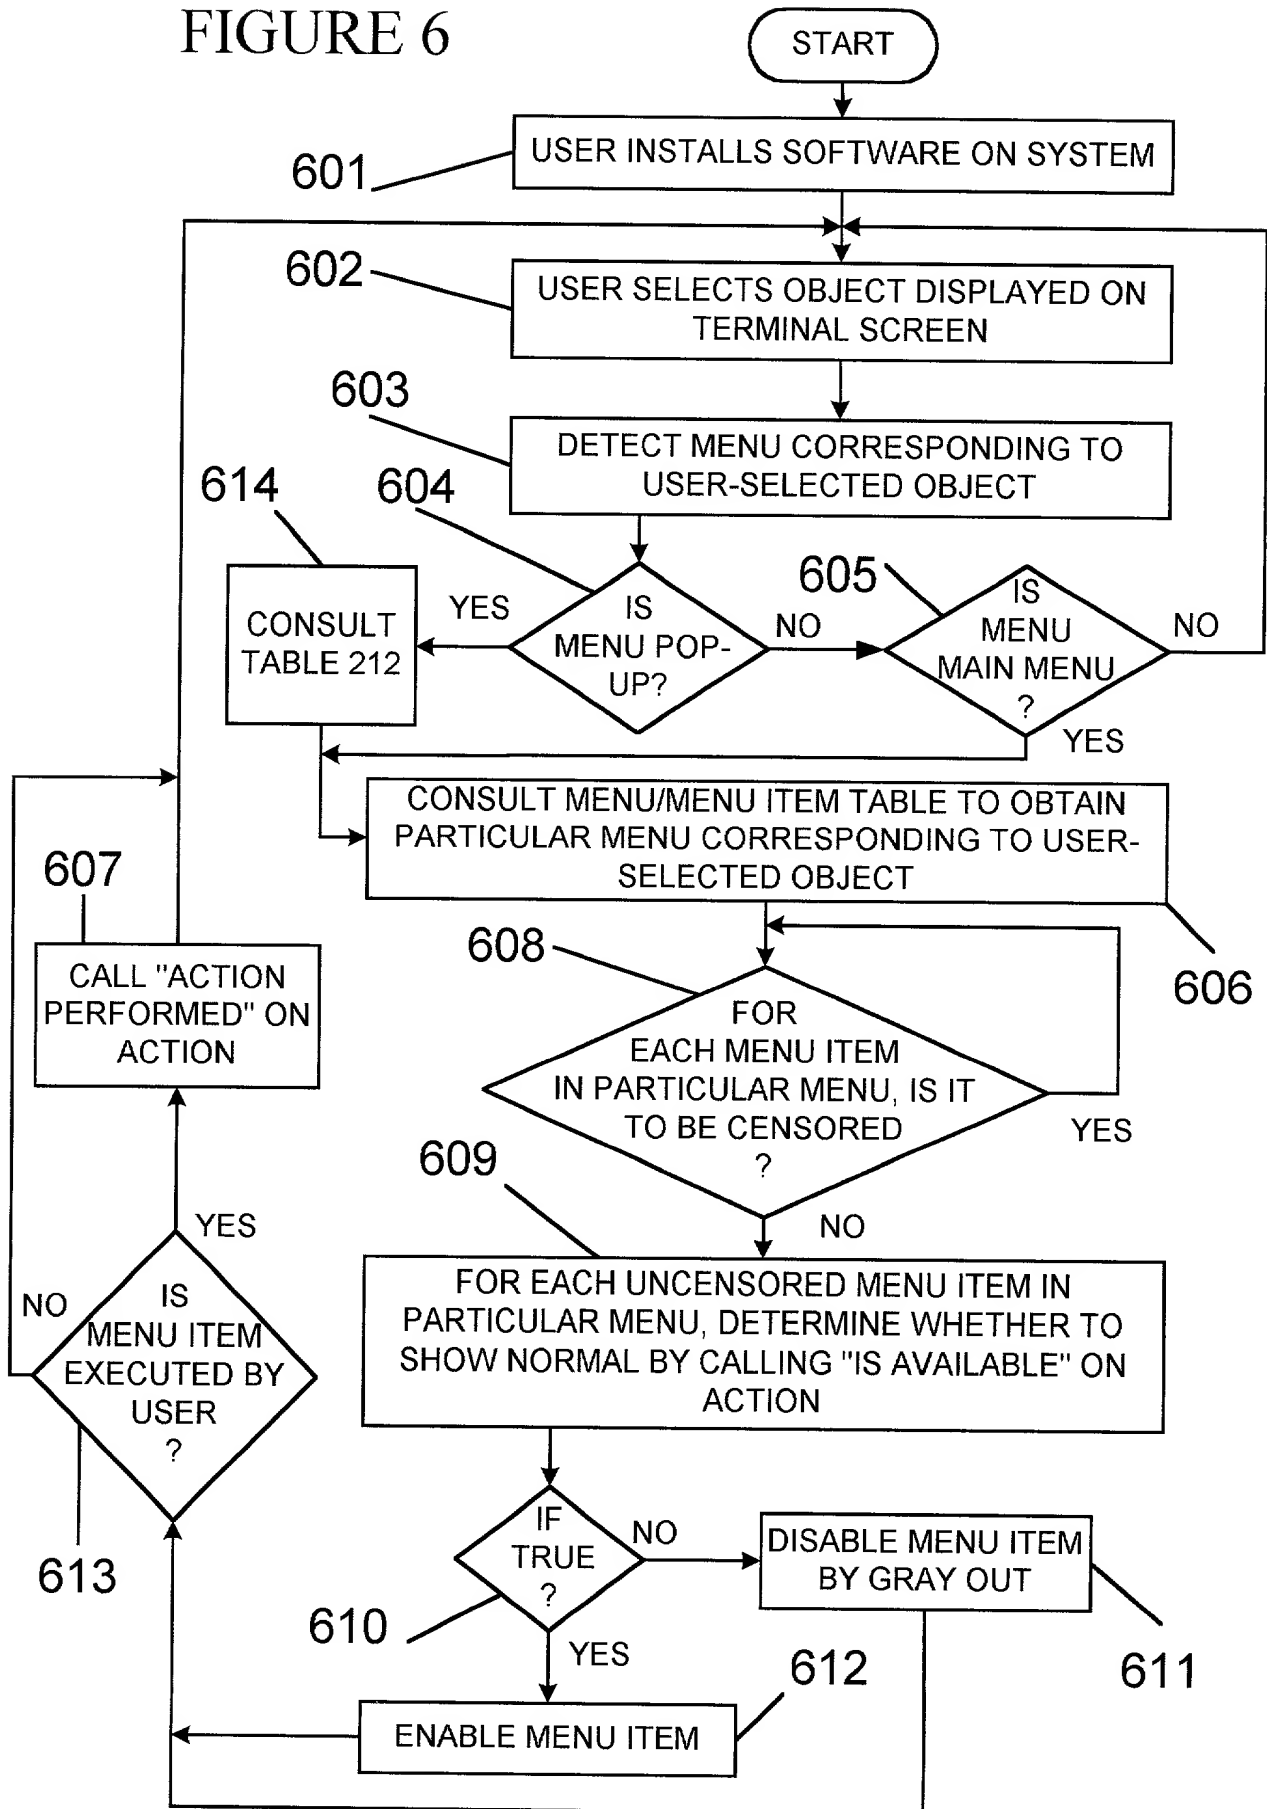 FIGURE 6
START
USER INSTALLS SOFTWARE ON SYSTEM
601
602
USER SELECTS OBJECT DISPLAYED ON
TERMINAL SCREEN
603
DETECT MENU CORRESPONDING TO
USER-SELECTED OBJECT
614
604
605
CONSULT
TABLE 212
YES
IS
MENU POP-
UP?
NO
IS
MENU
MAIN MENU
?
NO
YES
CONSULT MENU/MENU ITEM TABLE TO OBTAIN
PARTICULAR MENU CORRESPONDING TO USER-
SELECTED OBJECT
606
607
CALL "ACTION
PERFORMED" ON
ACTION
608
FOR
EACH MENU ITEM
IN PARTICULAR MENU, IS IT
TO BE CENSORED
?
YES
NO
609
FOR EACH UNCENSORED MENU ITEM IN
PARTICULAR MENU, DETERMINE WHETHER TO
SHOW NORMAL BY CALLING "IS AVAILABLE" ON
ACTION
YES
NO
IS
MENU ITEM
EXECUTED BY
USER
?
613
IF
TRUE
?
NO
610
YES
DISABLE MENU ITEM
BY GRAY OUT
611
612
ENABLE MENU ITEM